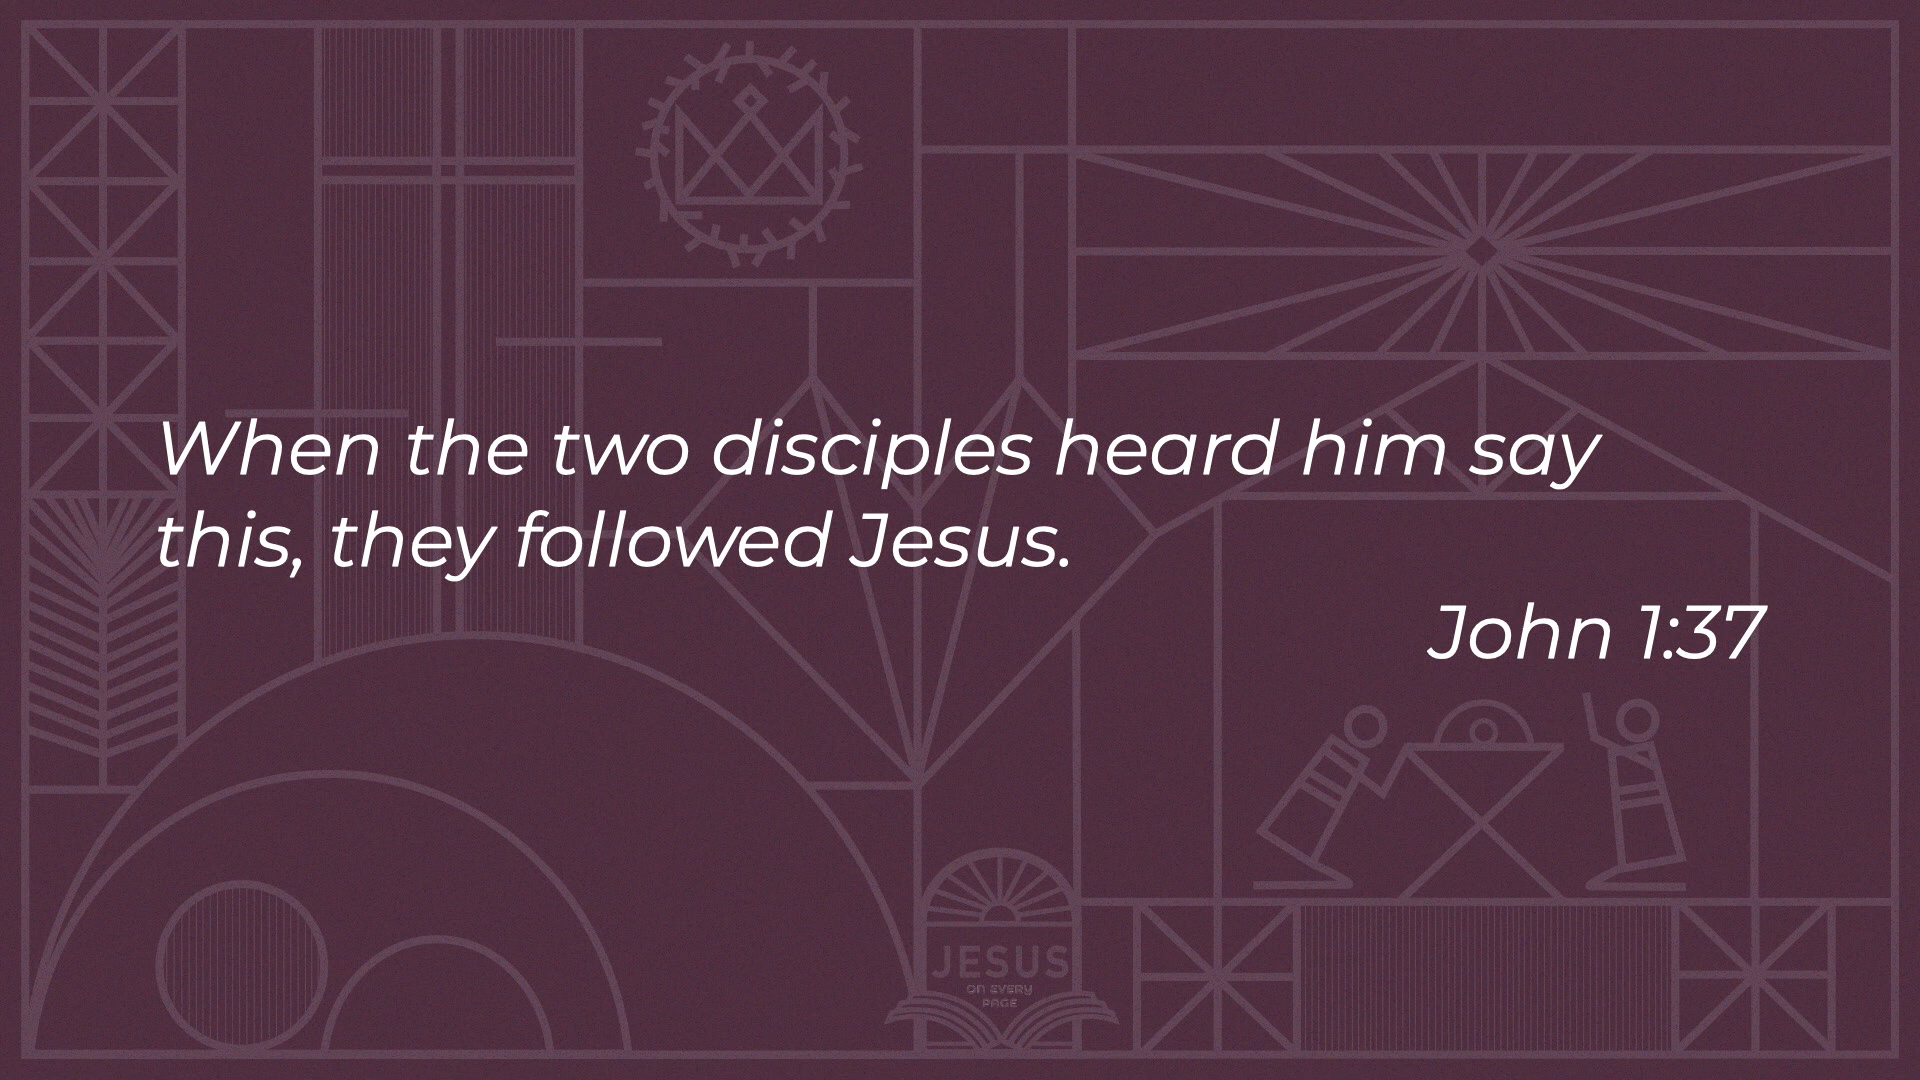 When the two disciples heard him say
this, they followed Jesus.
John 1:37
JESUS
ON EVERY
PAGE